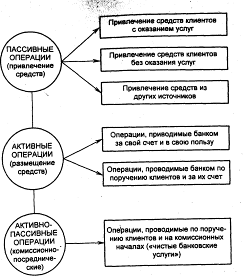 ПАССИВНЫЕ
ОПЕРАЦИИ
(привлечение
средств)
Привлечение средств клиентов
с оказанием услуг
Привлечение средств клиентов
без оказания услуг
Привлечение средств из
других источников
АКТИВНЫЕ
ОПЕРАЦИИ
(размещение
средств)
Операции, приводимые банком
за свой счет и в свою пользу
Операции, проводимые банком по
поручению клиентов и за их счет
АКТИВНО-
ПАССИВНЫЕ
ОПЕРАЦИИ
(комиссионно-
посредниче-
ские)
Операции, проводимые по поруче-
нию клиентов и на комиссионных
началах («чистые банковские
услуги»)